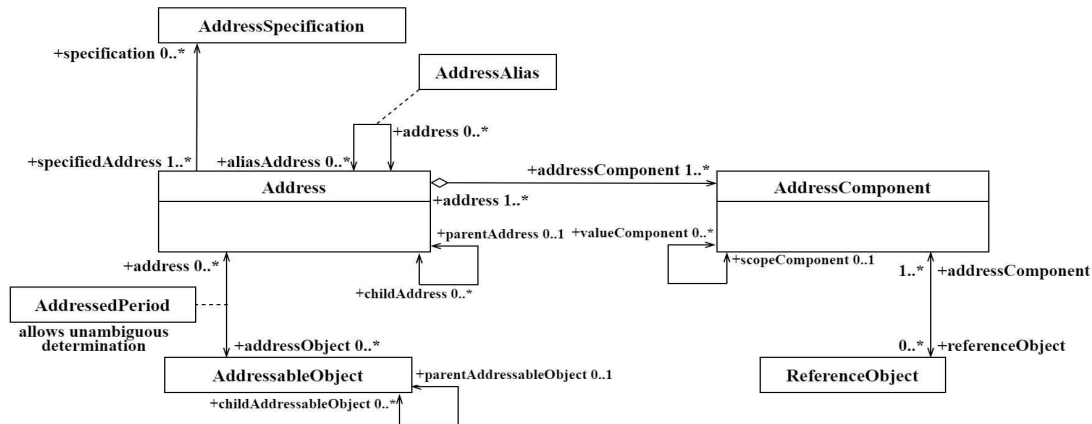 AddressSpecification
+specification 0..*
AddressAlias
+address 0..*
+specifiedAddress 1..*
+aliasAddress 0..*
Address
+addressComponent 1..*
AddressComponent
+address 1..*
+parentAddress 0..1
+valueComponent 0..*
+address 0..*
+scopeComponent 0..1
1..*
+addressComponent
+childAddress 0..*
AddressedPeriod
allows unambiguous
determination
+addressObject 0..*
0..*
+referenceObject
AddressableObject
+parentAddressableObject 0..1
ReferenceObject
+childAddressableObject 0..*